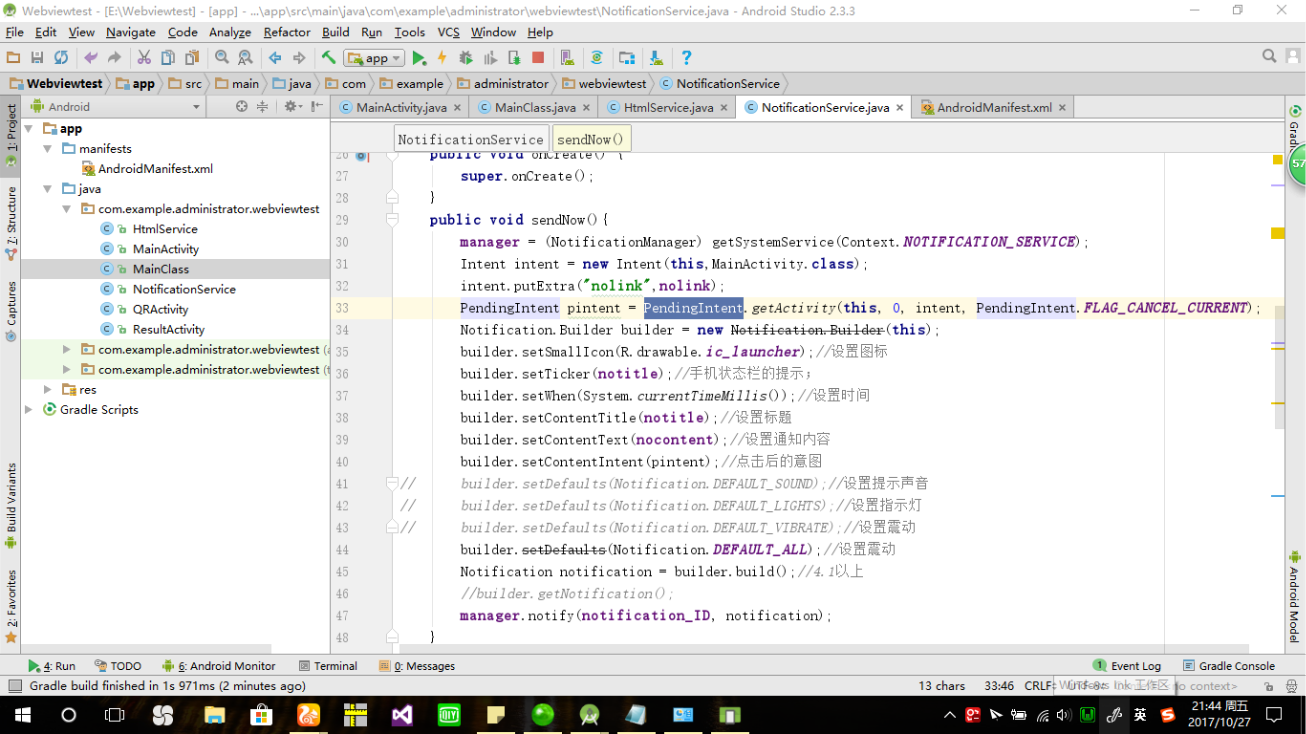 Webviewtest - [E:\Webviewtest] - [app] - ...\app\src\main\java\com\example\administrator\webviewtest\NotificationService.java - Android Studio 2.3.3
File Edit View Navigate Code Analyze Refactor Build Run Tools VCS Window Help
app
Webviewtest app src main java com example administrator webviewtest NotificationService
Android MainActivity.java MainClass.java HtmlService.java NotificationService.java AndroidManifest.xml
1: Project
Z: Structure
Captures
Build Variants
2: Favorites
app
manifests
AndroidManifest.xml
java
com.example.administrator.webviewtest
HtmlService
MainActivity
MainClass
NotificationService
QRActivity
ResultActivity
com.example.administrator.webviewtest
com.example.administrator.webviewtest
res
Gradle Scripts
NotificationService sendNow()
26 public void onCreate() {
27 super.onCreate();
28 }
29 public void sendNow(){
30 manager = (NotificationManager) getSystemService(Context.NOTIFICATION_SERVICE);
31 Intent intent = new Intent(this,MainActivity.class);
32 intent.putExtra("nolink",nolink);
33 PendingIntent pintent = PendingIntent.getActivity(this, 0, intent, PendingIntent.FLAG_CANCEL_CURRENT);
34 Notification.Builder builder = new Notification.Builder(this);
35 builder.setSmallIcon(R.drawable.ic_launcher);//设置图标
36 builder.setTicker(notitle);//手机状态栏的提示;
37 builder.setWhen(System.currentTimeMillis());//设置时间
38 builder.setContentTitle(notitle);//设置标题
39 builder.setContentText(nocontent);//设置通知内容
40 builder.setContentIntent(pintent);//点击后的意图
41 // builder.setDefaults(Notification.DEFAULT_SOUND);//设置提示声音
42 // builder.setDefaults(Notification.DEFAULT_LIGHTS);//设置指示灯
43 // builder.setDefaults(Notification.DEFAULT_VIBRATE);//设置震动
44 builder.setDefaults(Notification.DEFAULT_ALL);//设置震动
45 Notification notification = builder.build();//4.1以上
46 //builder.getNotification();
47 manager.notify(notification_ID, notification);
48 }
57
Android Model
4: Run TODO 6: Android Monitor Terminal 0: Messages 1 Event Log Gradle Console
Gradle build finished in 1s 971ms (2 minutes ago) 13 chars 33:46 CRLF
Windows Ink 工作区
英 21:44 周五
2017/10/27